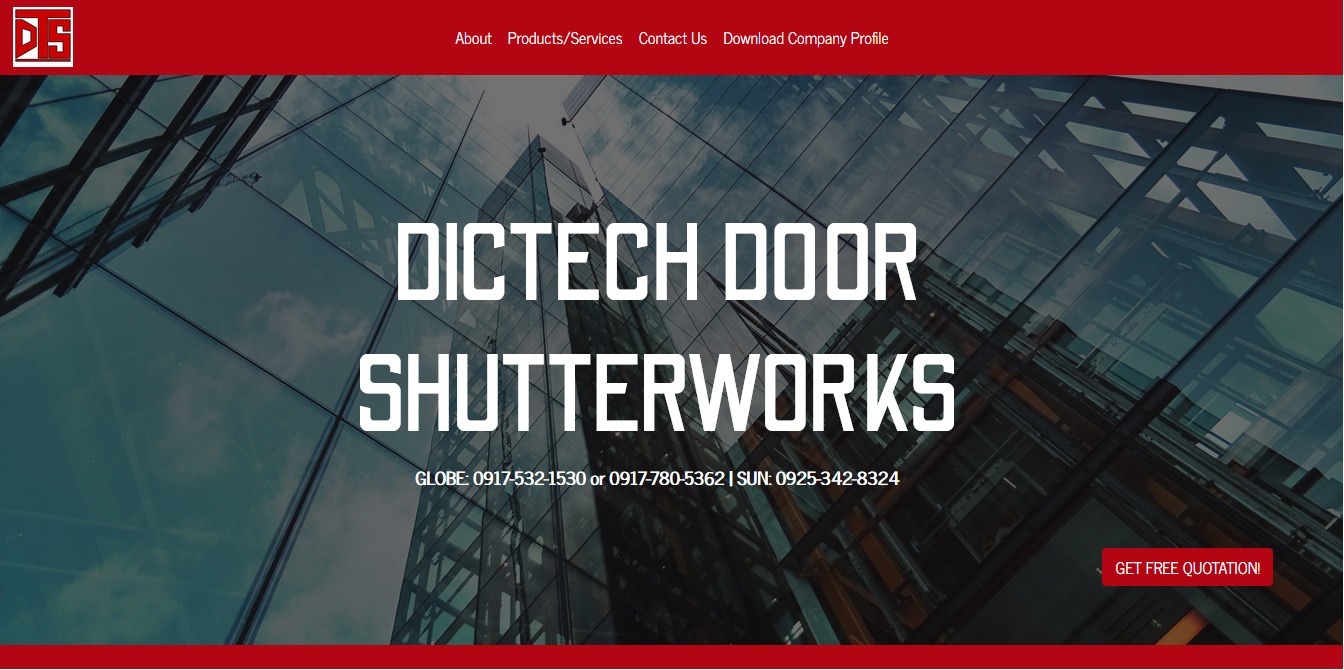 DTS
About Products/Services Contact Us Download Company Profile
DICTECH DOOR
SHUTTERWORKS
GLOBE: 0917-532-1530 or 0917-780-5362 | SUN: 0925-342-8324
GET FREE QUOTATION!